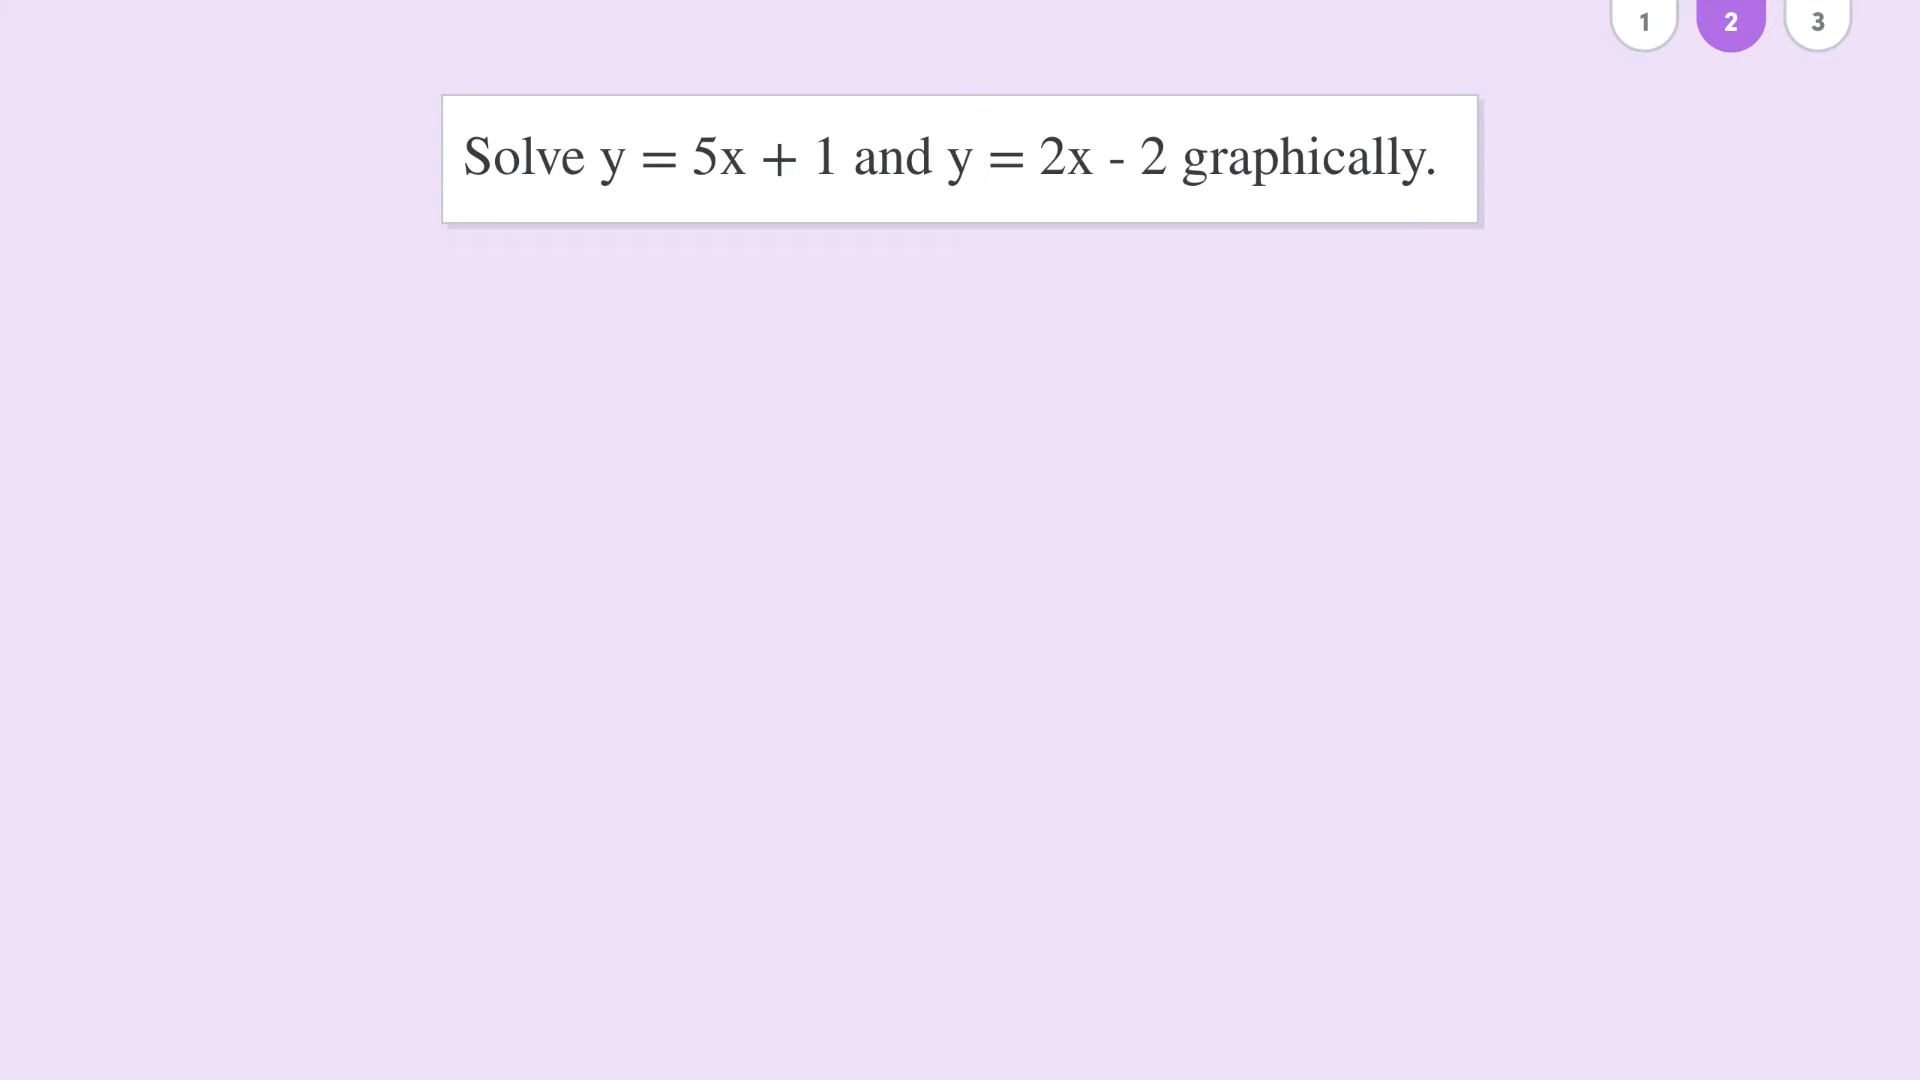 1 2 3
Solve y = 5x + 1 and y = 2x - 2 graphically.